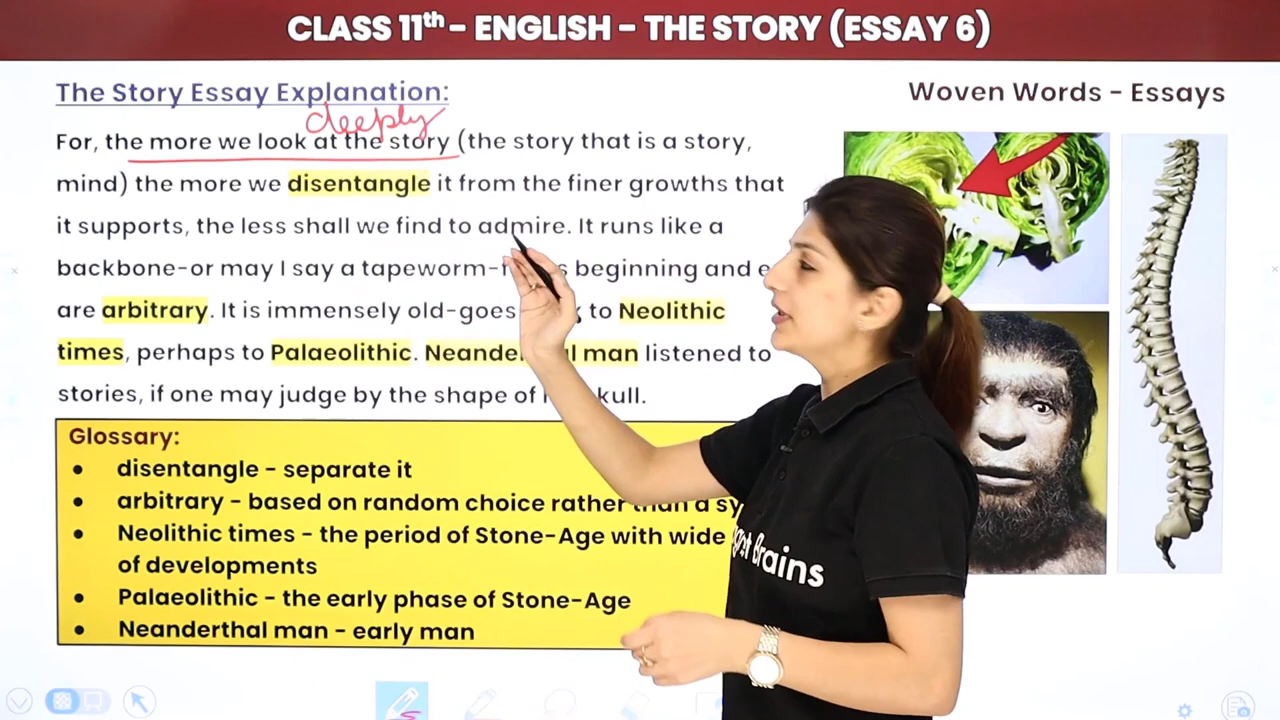 CLASS 11th - ENGLISH - THE STORY (ESSAY 6)
The Story Essay Explanation:
Woven Words - Essays
deeply
For, the more we look at the story (the story that is a story,
mind) the more we disentangle it from the finer growths that
it supports, the less shall we find to admire. It runs like a
backbone-or may I say a tapeworm- beginning and
are arbitrary. It is immensely old-goes to Neolithic
times, perhaps to Palaeolithic. man listened to
stories, if one may judge by the shape of
Glossary:
• disentangle - separate it
• arbitrary - based on random choice rather than a
• Neolithic times - the period of Stone-Age with wide
of developments
• Palaeolithic - the early phase of Stone-Age
• Neanderthal man - early man
Brains